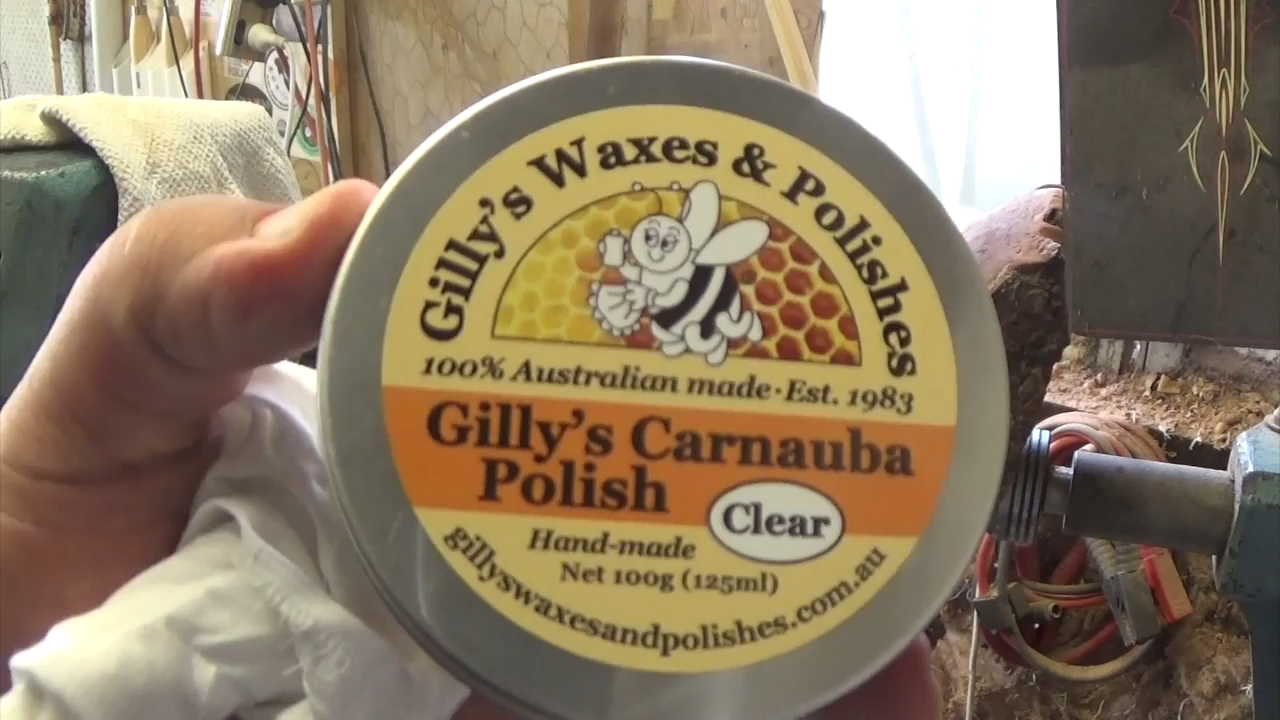 Gilly's Waxes & Polishes
100% Australian made·Est. 1983
Gilly's Carnauba
Polish
Clear
Hand-made
Net 100g (125ml)
gillyswaxesandpolishes.com.au